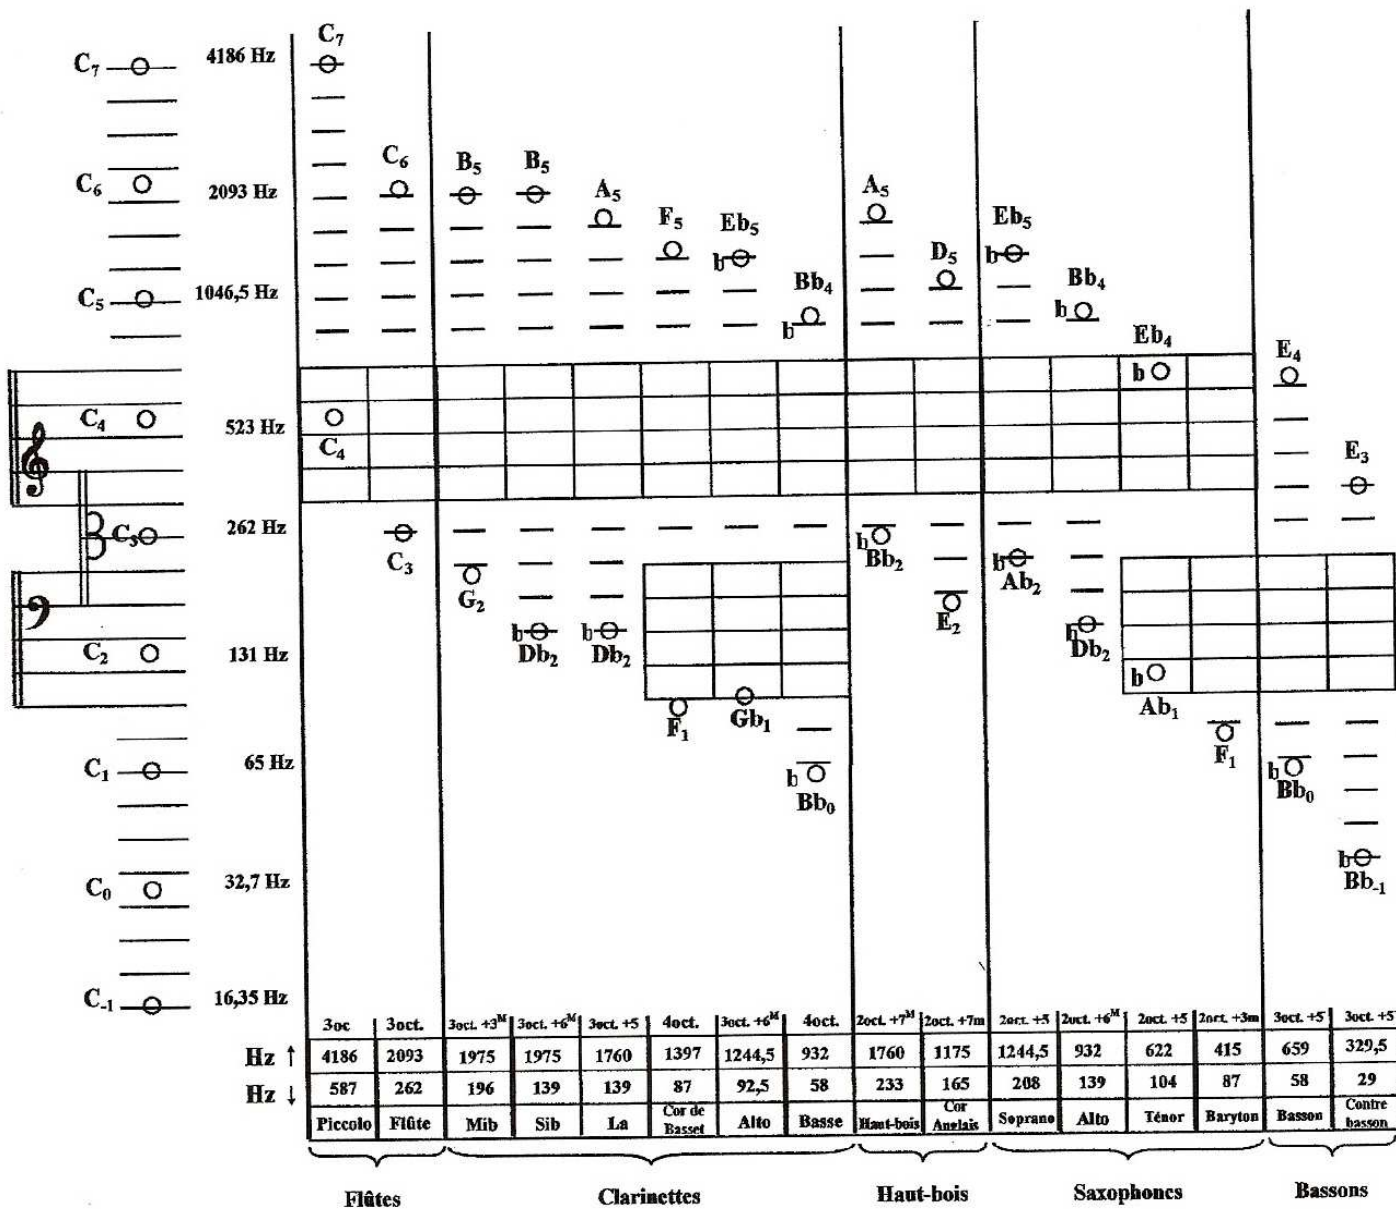 C7 4186 Hz C7
C6 2093 Hz C6 B5 B5 A5 F5 Eb5 Bb4 A5 D5 Eb5 Bb4
b b b b
C5 1046,5 Hz
Eb4 E4
b
C4 523 Hz C4
E3
C3 262 Hz C3 G2 Bb2 Ab2
b b
E2
b b b
Db2 Db2 Db2
C2 131 Hz
b
F1 Gb1 Ab1
F1
C1 65 Hz
b b
Bb0 Bb0
C0 32,7 Hz
b
Bb-1
C-1 16,35 Hz
3oc 3oct. 3oct. +3M 3oct. +6M 3oct. +5 4oct. 3oct. +6M 4oct. 2oct. +7M 2oct. +7m 2oct. +5 2oct. +6M 2oct. +5 2oct. +3m 3oct. +5 3oct. +5
Hz ↑ 4186 2093 1975 1975 1760 1397 1244,5 932 1760 1175 1244,5 932 622 415 659 329,5
Hz ↓ 587 262 196 139 139 87 92,5 58 233 165 208 139 104 87 58 29
Piccolo Flûte Mib Sib La Cor de Basset Alto Basse Haut-bois Cor Anglais Soprano Alto Ténor Baryton Basson Contre basson
Flûtes Clarinettes Haut-bois Saxophones Bassons